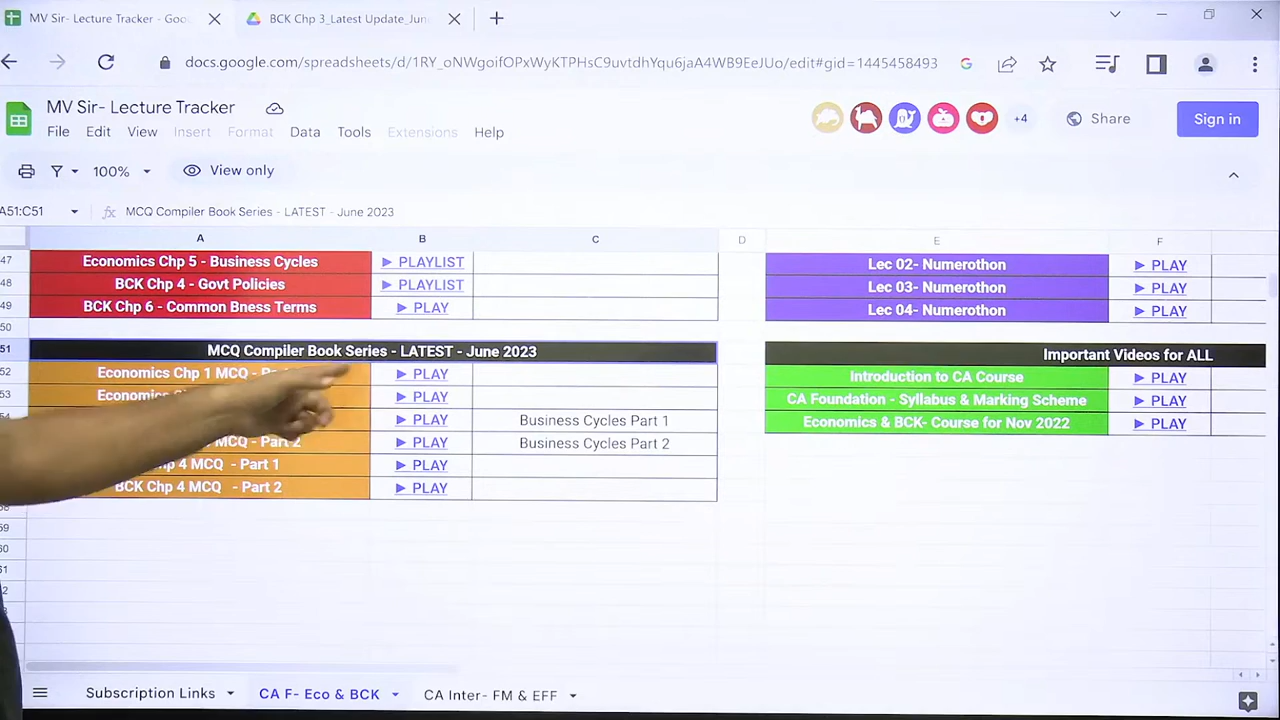 MV Sir- Lecture Tracker - Goo
BCK Chp 3_Latest Update_Jun
docs.google.com/spreadsheets/d/1RY_oNWgoifOPxWyKTPHsC9uvtdhYqu6jaA4WB9EeJUo/edit#gid=1445458493
MV Sir- Lecture Tracker
File Edit View Insert Format Data Tools Extensions Help
+4
Share
Sign in
100%
View only
A51:C51
fx MCQ Compiler Book Series - LATEST - June 2023
A B C D E F
47 Economics Chp 5 - Business Cycles ▶ PLAYLIST Lec 02- Numerothon ▶ PLAY
48 BCK Chp 4 - Govt Policies ▶ PLAYLIST Lec 03- Numerothon ▶ PLAY
49 BCK Chp 6 - Common Bness Terms ▶ PLAY Lec 04- Numerothon ▶ PLAY
50
51 MCQ Compiler Book Series - LATEST - June 2023 Important Videos for ALL
52 Economics Chp 1 MCQ - ▶ PLAY Introduction to CA Course ▶ PLAY
53 Economics ▶ PLAY CA Foundation - Syllabus & Marking Scheme ▶ PLAY
54 ▶ PLAY Business Cycles Part 1 Economics & BCK- Course for Nov 2022 ▶ PLAY
MCQ - Part 2 ▶ PLAY Business Cycles Part 2
Chp 4 MCQ - Part 1 ▶ PLAY
BCK Chp 4 MCQ - Part 2 ▶ PLAY
59
60
Subscription Links CA F- Eco & BCK CA Inter- FM & EFF